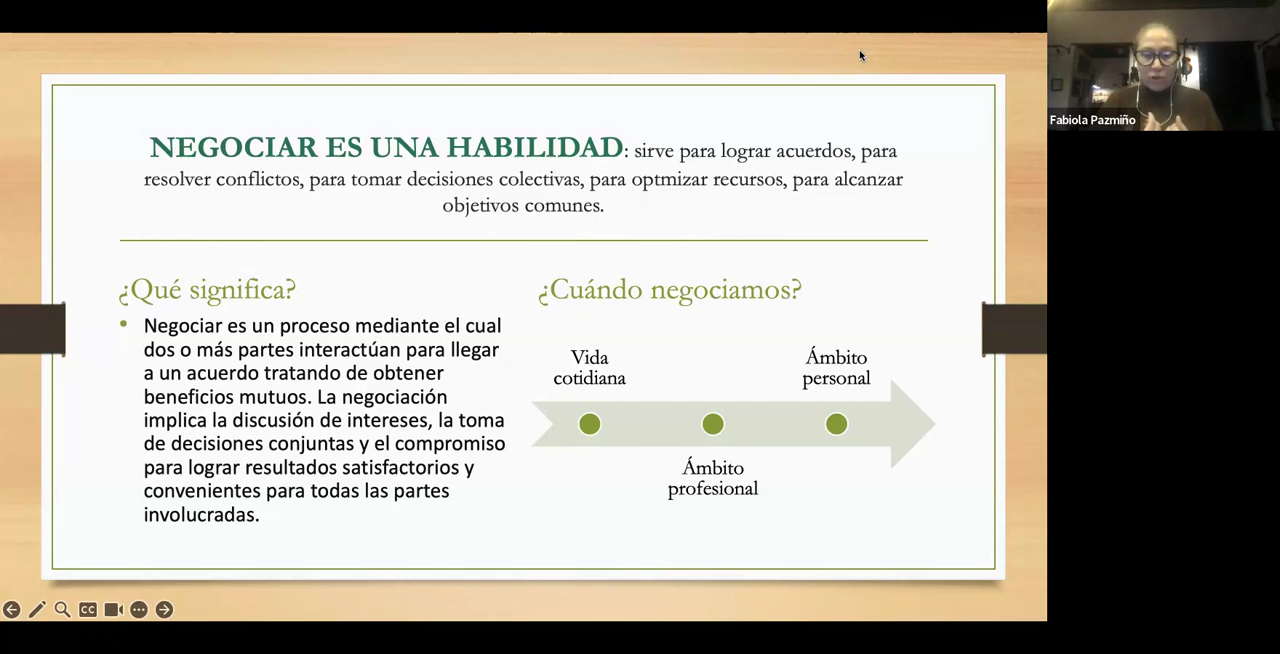 NEGOCIAR ES UNA HABILIDAD: sirve para lograr acuerdos, para
resolver conflictos, para tomar decisiones colectivas, para optmizar recursos, para alcanzar
objetivos comunes.
¿Qué significa?
• Negociar es un proceso mediante el cual
dos o más partes interactúan para llegar
a un acuerdo tratando de obtener
beneficios mutuos. La negociación
implica la discusión de intereses, la toma
de decisiones conjuntas y el compromiso
para lograr resultados satisfactorios y
convenientes para todas las partes
involucradas.
¿Cuándo negociamos?
Vida
cotidiana
Ámbito
profesional
Ámbito
personal
Fabiola Pazmiño
CC